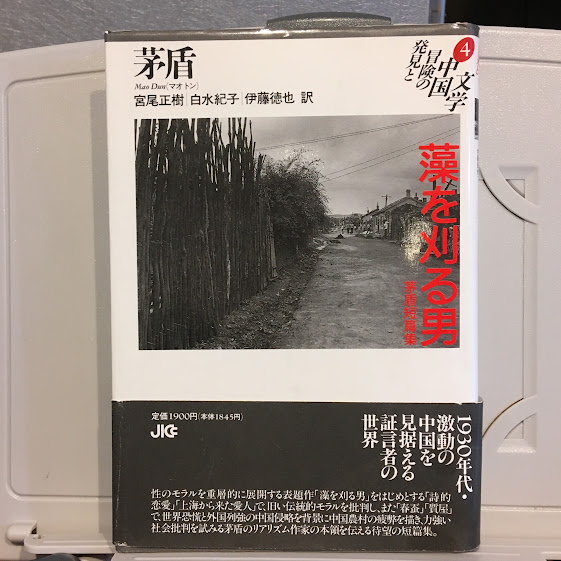 茅盾
Mao Dun(マオ トン)
宮尾正樹|白水紀子|伊藤徳也 訳
4
発見と
冒険の
中国
文学
藻を刈る男
茅盾短篇集
定価1900円(本体1845円)
JICC
1930年代・
激動の
中国を
見据える
証言者の
世界
性のモラルを重層的に展開する表題作「藻を刈る男」をはじめとする「詩的
恋愛」「上海から来た愛人」で、旧い伝統的モラルを批判し、また「春蚕」「質屋」
で、世界恐慌と外国列強の中国侵略を背景に中国農村の疲弊を描き、力強い
社会批判を試みる茅盾のリアリズム作家の本領を伝える待望の短篇集。